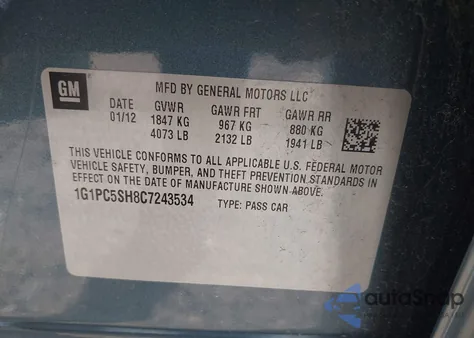 GM
MFD BY GENERAL MOTORS LLC
DATE GVWR GAWR FRT GAWR RR
01/12 1847 KG 967 KG 880 KG
4073 LB 2132 LB 1941 LB
THIS VEHICLE CONFORMS TO ALL APPLICABLE U.S. FEDERAL MOTOR
VEHICLE SAFETY, BUMPER, AND THEFT PREVENTION STANDARDS IN
EFFECT ON THE DATE OF MANUFACTURE SHOWN ABOVE.
1G1PC5SH8C7243534 TYPE: PASS CAR
autoSnap